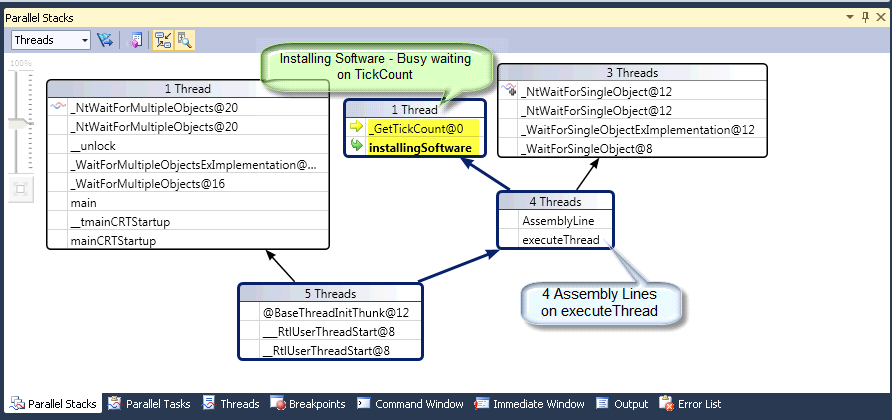 Parallel Stacks
Threads
100%
Installing Software - Busy waiting
on TickCount
1 Thread
_NtWaitForMultipleObjects@20
_NtWaitForMultipleObjects@20
__unlock
_WaitForMultipleObjectsExImplementation@...
_WaitForMultipleObjects@16
main
__tmainCRTStartup
mainCRTStartup
1 Thread
_GetTickCount@0
installingSoftware
3 Threads
_NtWaitForSingleObject@12
_NtWaitForSingleObject@12
_WaitForSingleObjectExImplementation@12
_WaitForSingleObject@8
4 Threads
AssemblyLine
executeThread
5 Threads
@BaseThreadInitThunk@12
___RtlUserThreadStart@8
__RtlUserThreadStart@8
4 Assembly Lines
on executeThread
Parallel Stacks
Parallel Tasks
Threads
Breakpoints
Command Window
Immediate Window
Output
Error List